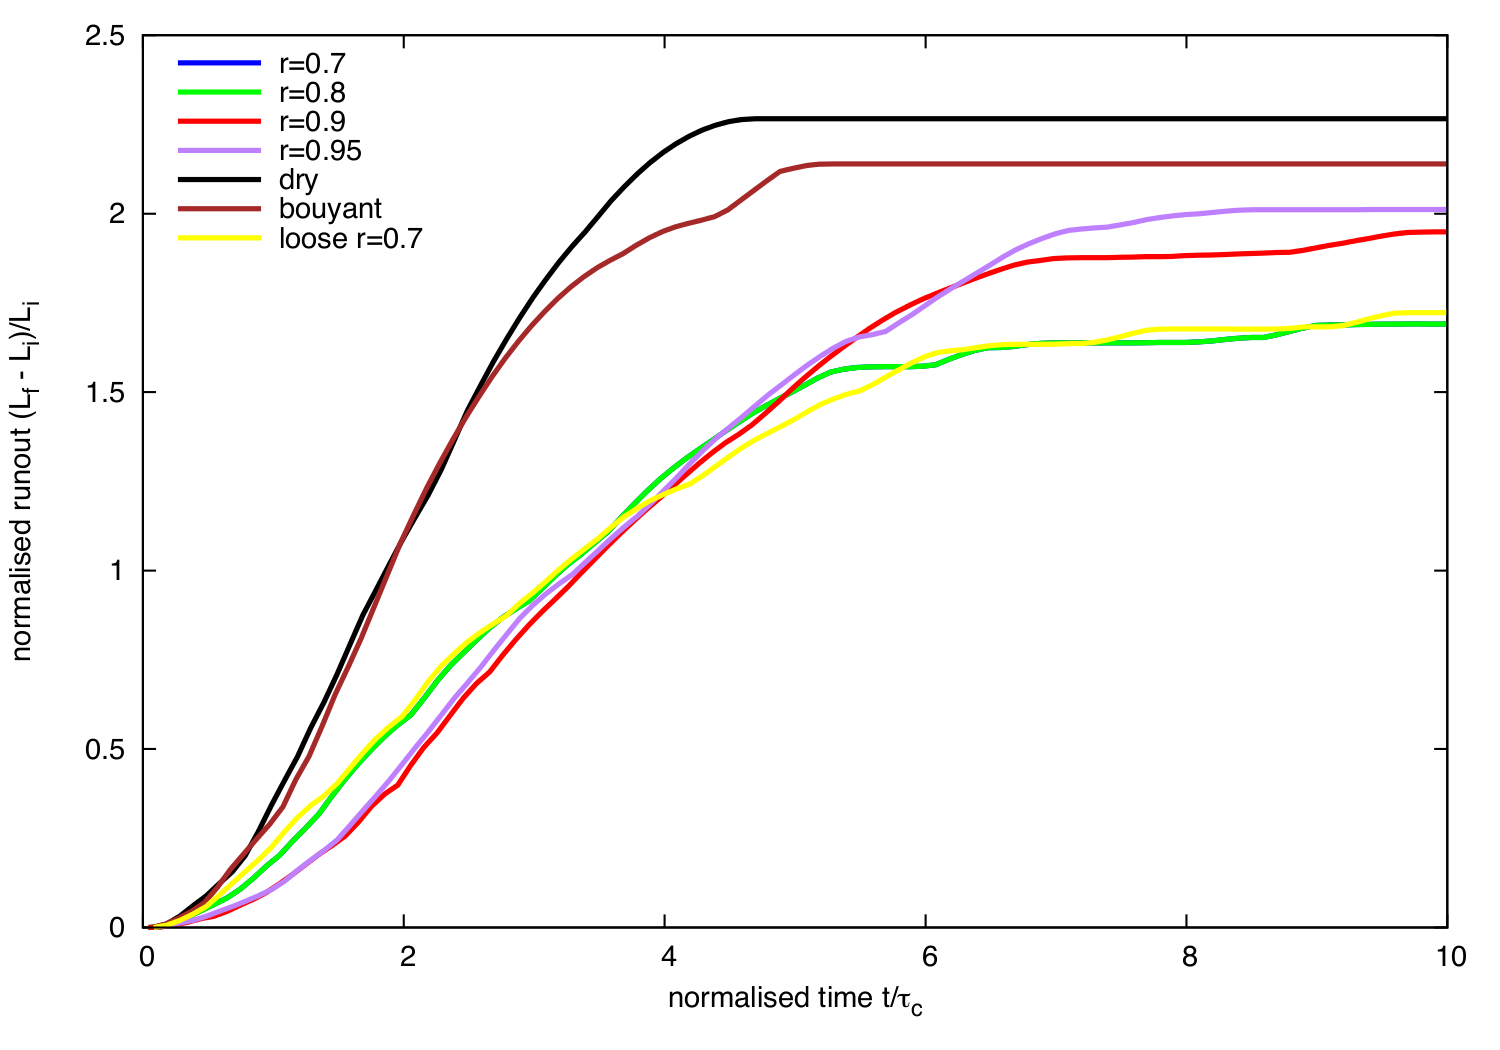 2.5
2
1.5
1
0.5
0
0
2
4
6
8
10
normalised runout (Lf - Li)/Li
normalised time t/τc
r=0.7
r=0.8
r=0.9
r=0.95
dry
bouyant
loose r=0.7